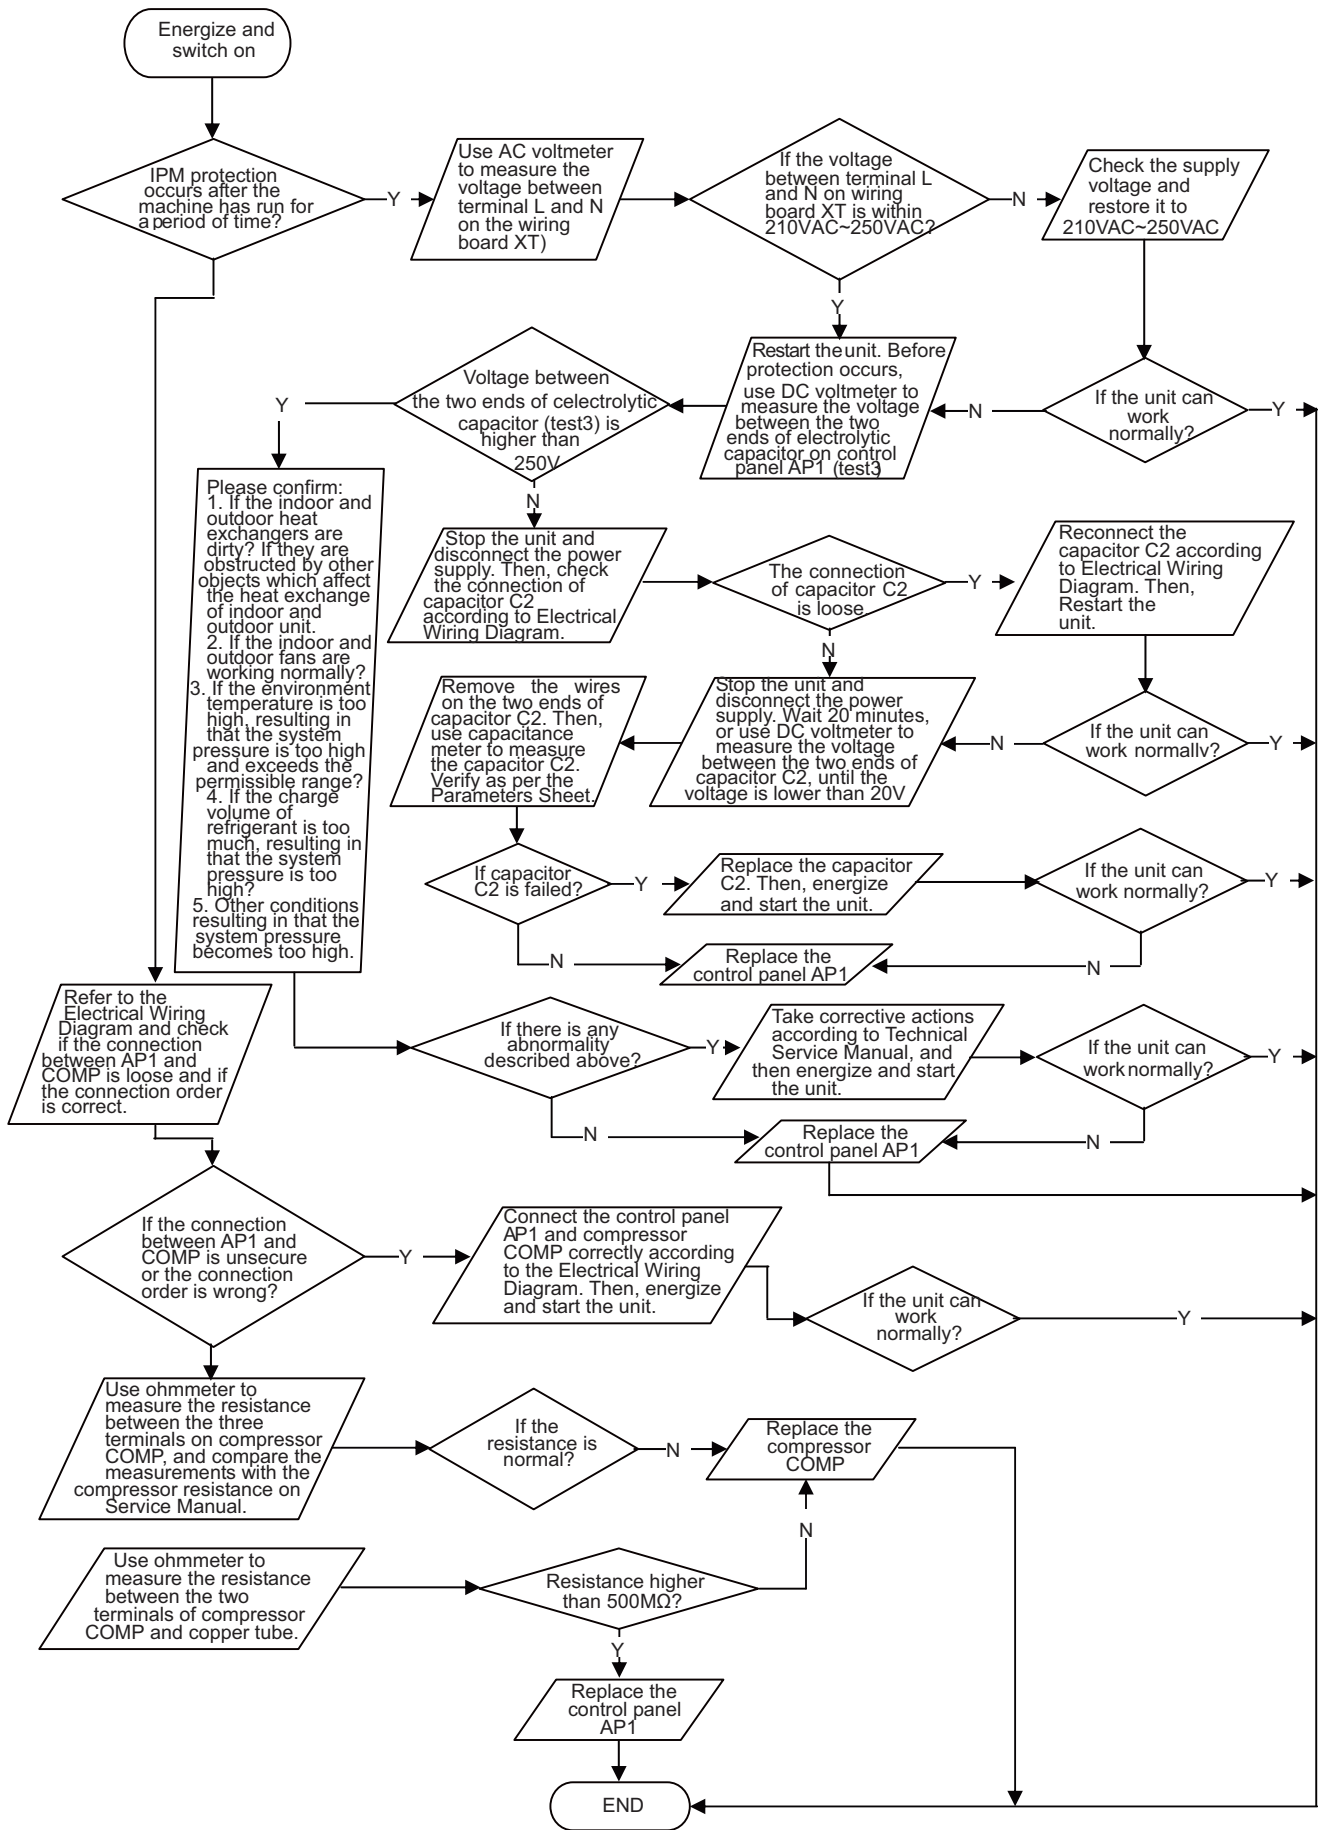 Energize and
switch on
IPM protection
occurs after the
machine has run for
a period of time?
Y
Use AC voltmeter
to measure the
voltage between
terminal L and N
on the wiring
board XT)
If the voltage
between terminal L
and N on wiring
board XT is within
210VAC~250VAC?
N
Check the supply
voltage and
restore it to
210VAC~250VAC
Y
Restart the unit. Before
protection occurs,
use DC voltmeter to
measure the voltage
between the two
ends of electrolytic
capacitor on control
panel AP1 (test3)
N
If the unit can
work
normally?
Y
Voltage between
the two ends of celectrolytic
capacitor (test3) is
higher than
250V
Y
N
Please confirm:
1. If the indoor and
outdoor heat
exchangers are
dirty? If they are
obstructed by other
objects which affect
the heat exchange
of indoor and
outdoor unit.
2. If the indoor and
outdoor fans are
working normally?
3. If the environment
temperature is too
high, resulting in
that the system
pressure is too high
and exceeds the
permissible range?
4. If the charge
volume of
refrigerant is too
much, resulting in
that the system
pressure is too
high?
5. Other conditions
resulting in that the
system pressure
becomes too high.
Stop the unit and
disconnect the power
supply. Then, check
the connection of
capacitor C2
according to Electrical
Wiring Diagram.
The connection
of capacitor C2
is loose
Y
Reconnect the
capacitor C2 according
to Electrical Wiring
Diagram. Then,
Restart the
unit.
N
Remove the wires
on the two ends of
capacitor C2. Then,
use capacitance
meter to measure
the capacitor C2.
Verify as per the
Parameters Sheet.
Stop the unit and
disconnect the power
supply. Wait 20 minutes,
or use DC voltmeter to
measure the voltage
between the two ends of
capacitor C2, until the
voltage is lower than 20V
N
If the unit can
work normally?
Y
If capacitor
C2 is failed?
Y
Replace the capacitor
C2. Then, energize
and start the unit.
If the unit can
work normally?
Y
N
Replace the
control panel AP1
N
Refer to the
Electrical Wiring
Diagram and check
if the connection
between AP1 and
COMP is loose and if
the connection order
is correct.
If there is any
abnormality
described above?
Y
Take corrective actions
according to Technical
Service Manual, and
then energize and start
the unit.
If the unit can
work normally?
Y
N
Replace the
control panel AP1
N
If the connection
between AP1 and
COMP is unsecure
or the connection
order is wrong?
Y
Connect the control panel
AP1 and compressor
COMP correctly according
to the Electrical Wiring
Diagram. Then, energize
and start the unit.
If the unit can
work
normally?
Y
Use ohmmeter to
measure the resistance
between the three
terminals on compressor
COMP, and compare the
measurements with the
compressor resistance on
Service Manual.
If the
resistance is
normal?
N
Replace the
compressor
COMP
N
Use ohmmeter to
measure the resistance
between the two
terminals of compressor
COMP and copper tube.
Resistance higher
than 500MΩ?
Y
Replace the
control panel
AP1
END